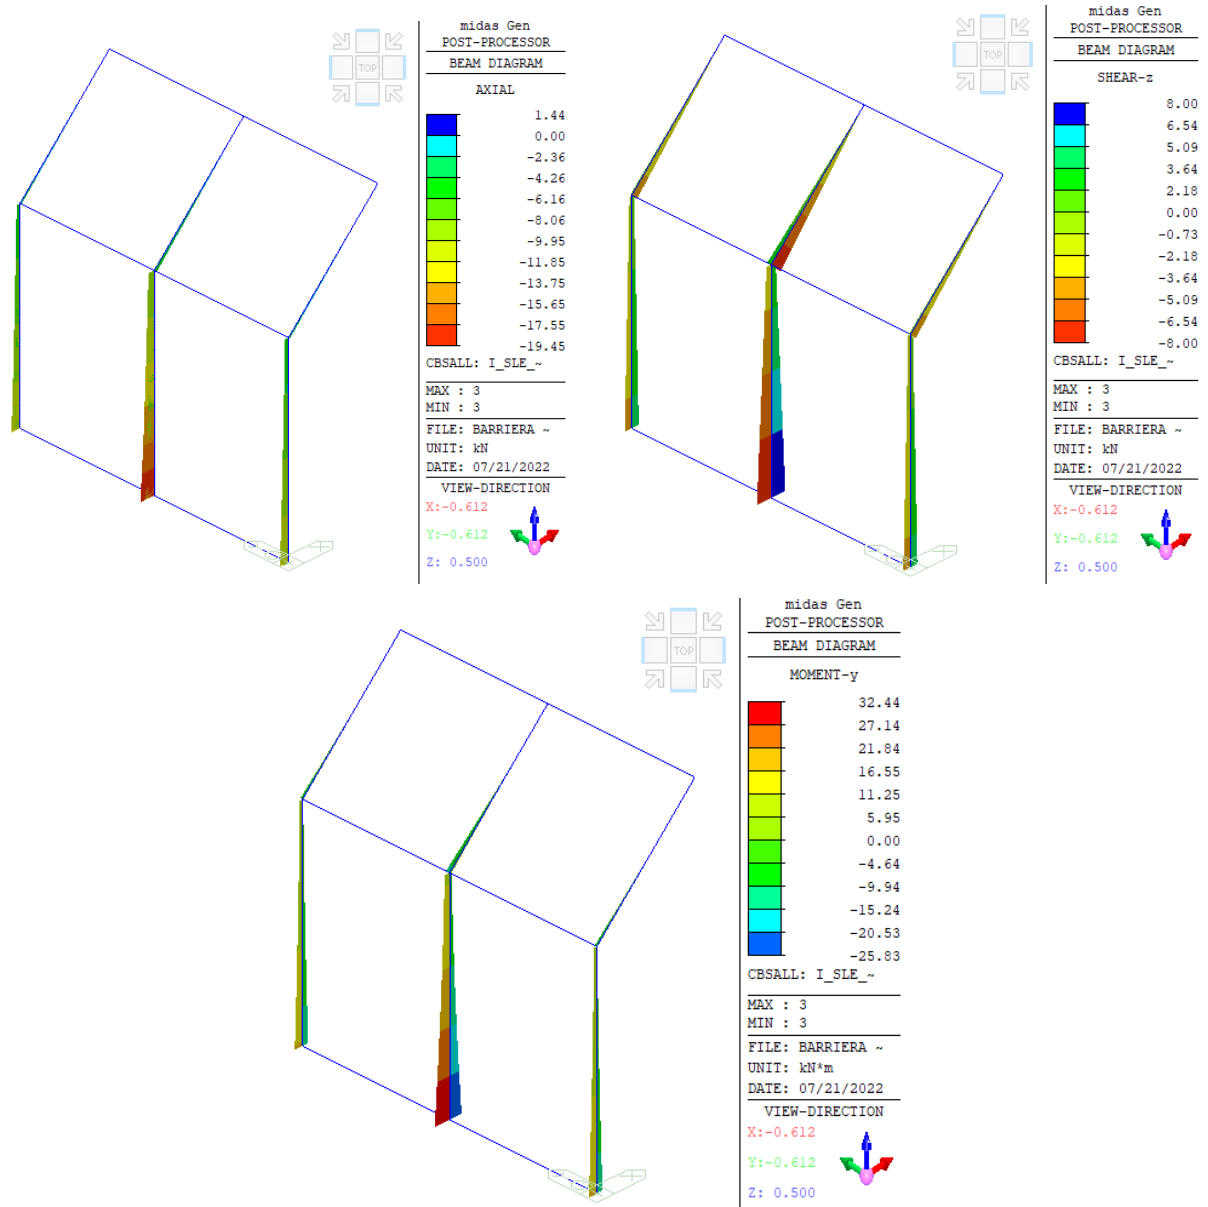 midas Gen
POST-PROCESSOR
BEAM DIAGRAM
AXIAL
1.44
0.00
-2.36
-4.26
-6.16
-8.06
-9.95
-11.85
-13.75
-15.65
-17.55
-19.45
CBSALL: I_SLE_~
MAX : 3
MIN : 3
FILE: BARRIERA ~
UNIT: kN
DATE: 07/21/2022
VIEW-DIRECTION
X:-0.612
Y:-0.612
Z: 0.500
TOP
midas Gen
POST-PROCESSOR
BEAM DIAGRAM
SHEAR-z
8.00
6.54
5.09
3.64
2.18
0.00
-0.73
-2.18
-3.64
-5.09
-6.54
-8.00
CBSALL: I_SLE_~
MAX : 3
MIN : 3
FILE: BARRIERA ~
UNIT: kN
DATE: 07/21/2022
VIEW-DIRECTION
X:-0.612
Y:-0.612
Z: 0.500
TOP
midas Gen
POST-PROCESSOR
BEAM DIAGRAM
MOMENT-y
32.44
27.14
21.84
16.55
11.25
5.95
0.00
-4.64
-9.94
-15.24
-20.53
-25.83
CBSALL: I_SLE_~
MAX : 3
MIN : 3
FILE: BARRIERA ~
UNIT: kN*m
DATE: 07/21/2022
VIEW-DIRECTION
X:-0.612
Y:-0.612
Z: 0.500
TOP